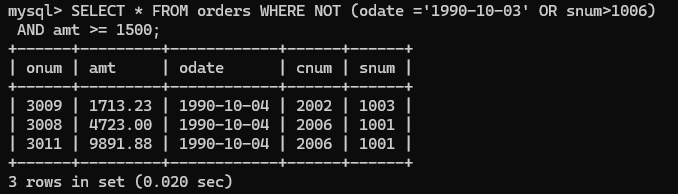 mysql> SELECT * FROM orders WHERE NOT (odate ='1990-10-03' OR snum>1006)
 AND amt >= 1500;
+------+---------+------------+------+------+
| onum | amt     | odate      | cnum | snum |
+------+---------+------------+------+------+
| 3009 | 1713.23 | 1990-10-04 | 2002 | 1003 |
| 3008 | 4723.00 | 1990-10-04 | 2006 | 1001 |
| 3011 | 9891.88 | 1990-10-04 | 2006 | 1001 |
+------+---------+------------+------+------+
3 rows in set (0.020 sec)